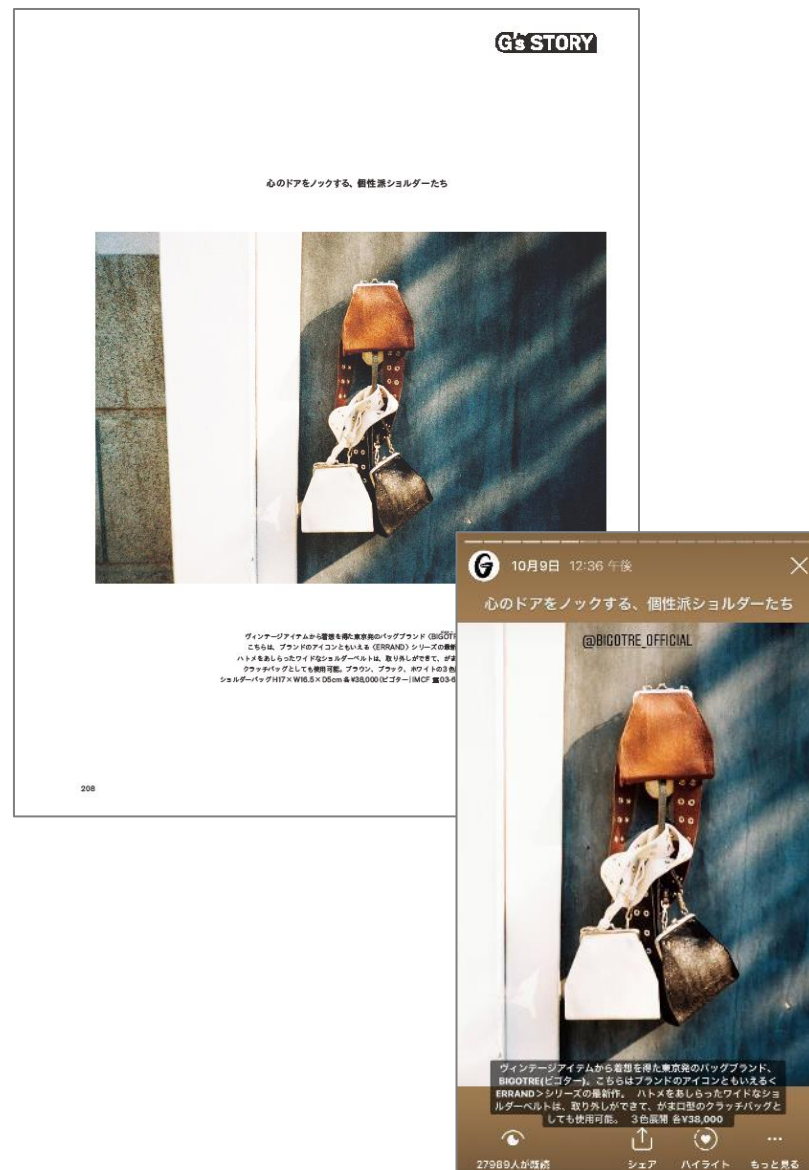 G's STORY
心のドアをノックする、個性派ショルダーたち
ヴィンテージアイテムから着想を得た東京発のバッグブランド〈BIGOTR
こちらは、ブランドのアイコンともいえる〈ERRAND〉シリーズの最新
ハトメをあしらったワイドなショルダーベルトは、取り外しができて、がま
クラッチバッグとしても使用可能。ブラウン、ブラック、ホワイトの3色
ショルダーバッグH17×W16.5×D5cm 各¥38,000(ビゴター|IMCF ☎03-6
208
G
10月9日 12:36 午後
心のドアをノックする、個性派ショルダーたち
@BIGOTRE_OFFICIAL
ヴィンテージアイテムから着想を得た東京発のバッグブランド、
BIGOTRE(ビゴター)。こちらはブランドのアイコンともいえる<
ERRAND>シリーズの最新作。 ハトメをあしらったワイドなショ
ルダーベルトは、取り外しができて、がま口型のクラッチバッグと
しても使用可能。 3色展開 各¥38,000
27989人が既読
シェア
ハイライト
もっと見る